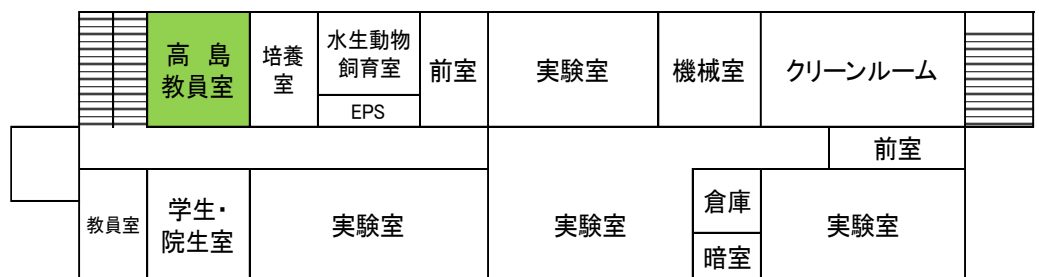 高 島
教員室
培養
室
水生動物
飼育室
EPS
前室
実験室
機械室
クリーンルーム
前室
教員室
学生・
院生室
実験室
実験室
倉庫
暗室
実験室